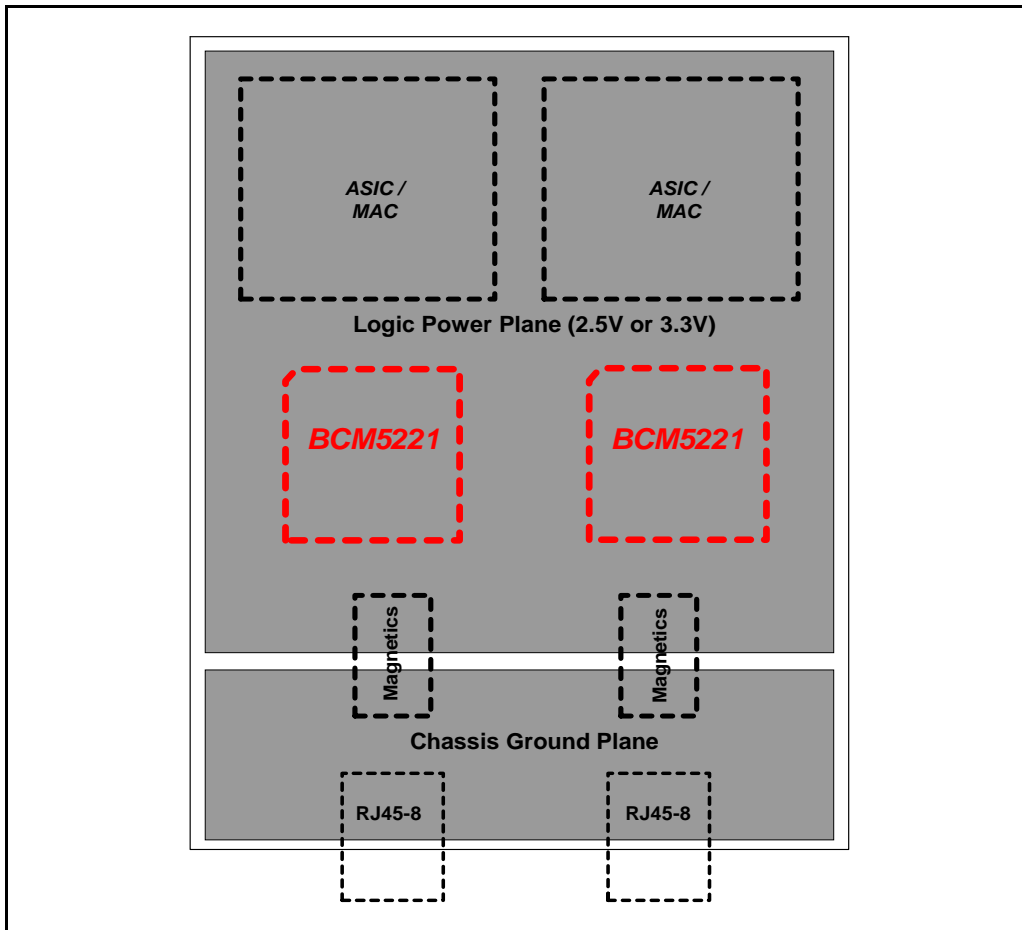 ASIC /
MAC
ASIC /
MAC
Logic Power Plane (2.5V or 3.3V)
BCM5221
BCM5221
Magnetics
Magnetics
Chassis Ground Plane
RJ45-8
RJ45-8